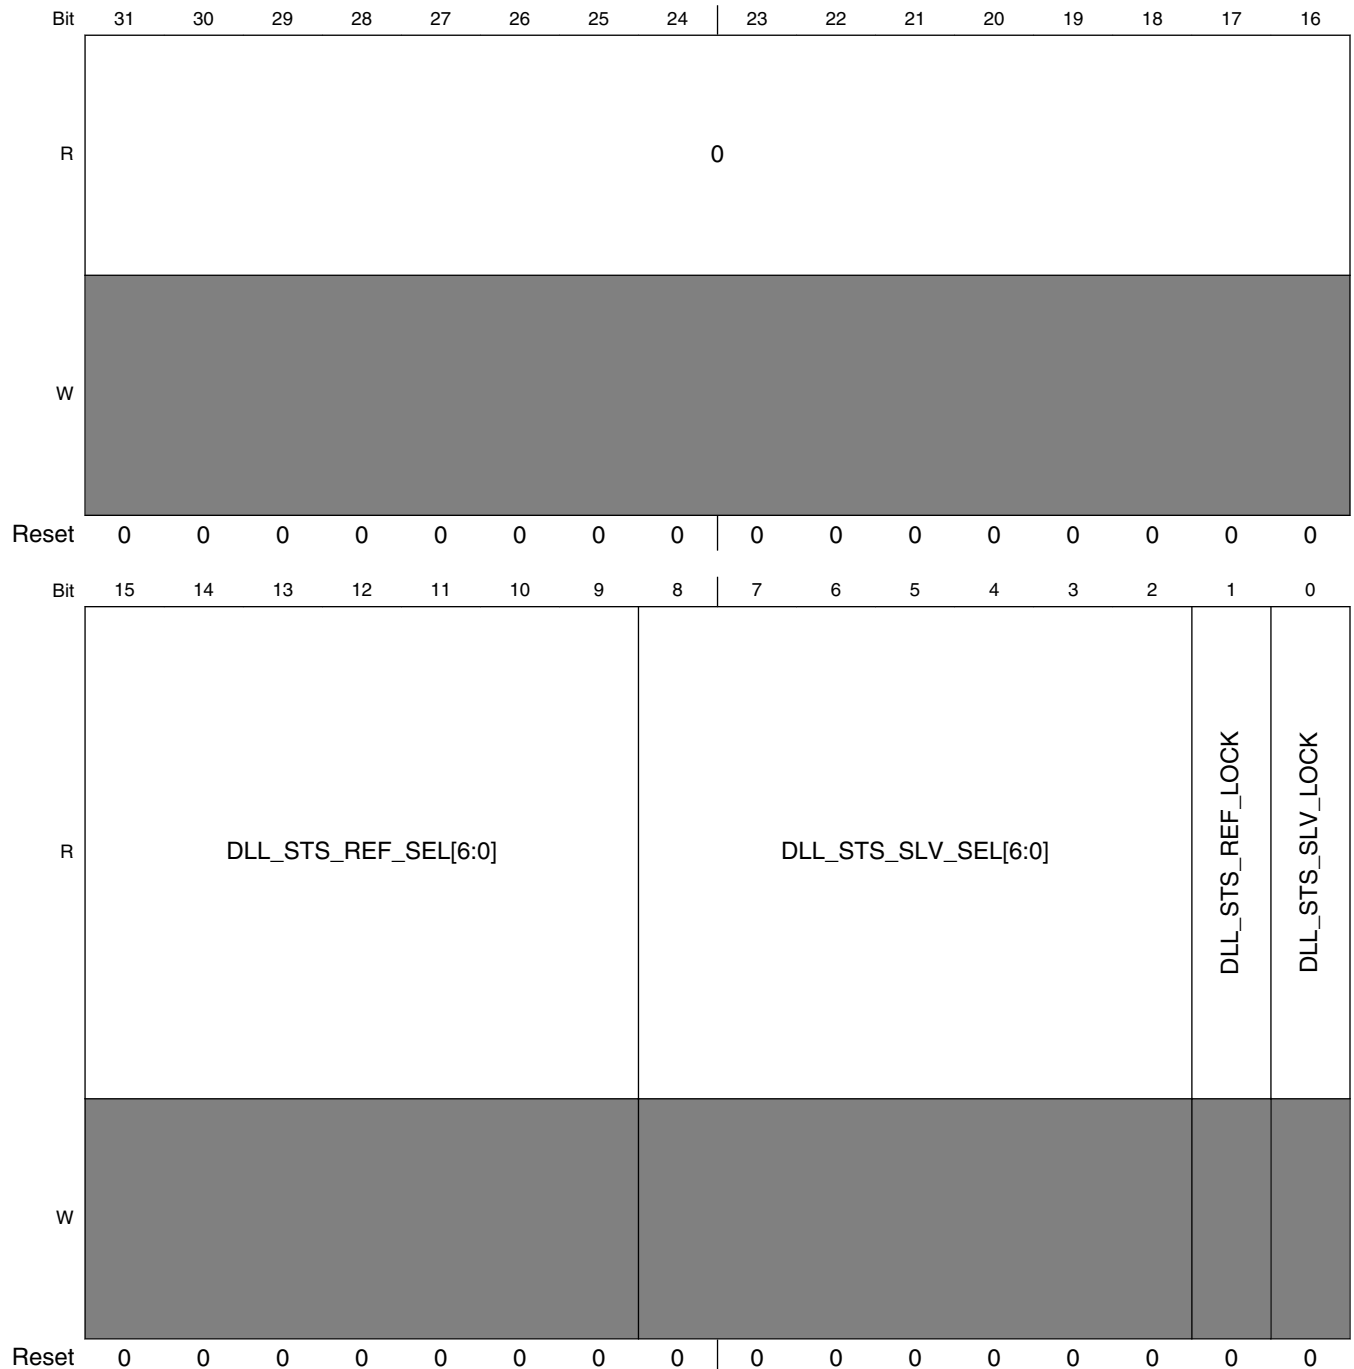 Bit 31 30 29 28 27 26 25 24 23 22 21 20 19 18 17 16
R 0
W
Reset 0 0 0 0 0 0 0 0 0 0 0 0 0 0 0 0
Bit 15 14 13 12 11 10 9 8 7 6 5 4 3 2 1 0
R DLL_STS_REF_SEL[6:0] DLL_STS_SLV_SEL[6:0] DLL_STS_REF_LOCK DLL_STS_SLV_LOCK
W
Reset 0 0 0 0 0 0 0 0 0 0 0 0 0 0 0 0